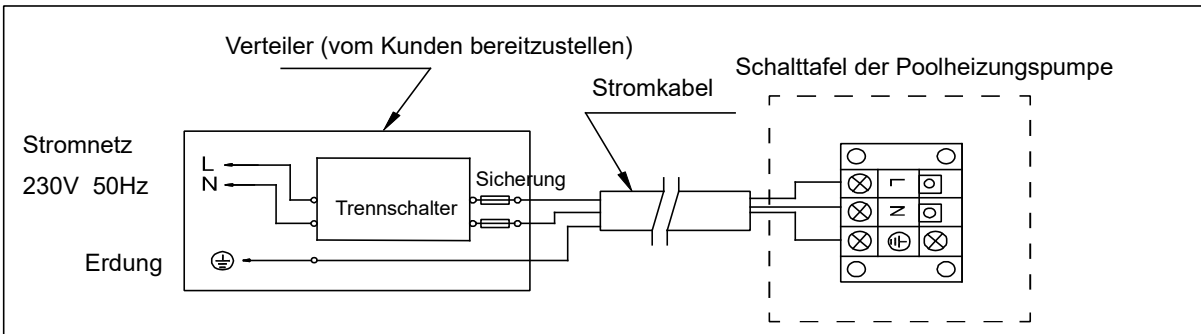 Verteiler (vom Kunden bereitzustellen)
Schalttafel der Poolheizungspumpe
Stromkabel
Stromnetz
230V 50Hz
L
N
Sicherung
Trennschalter
Erdung
L
N